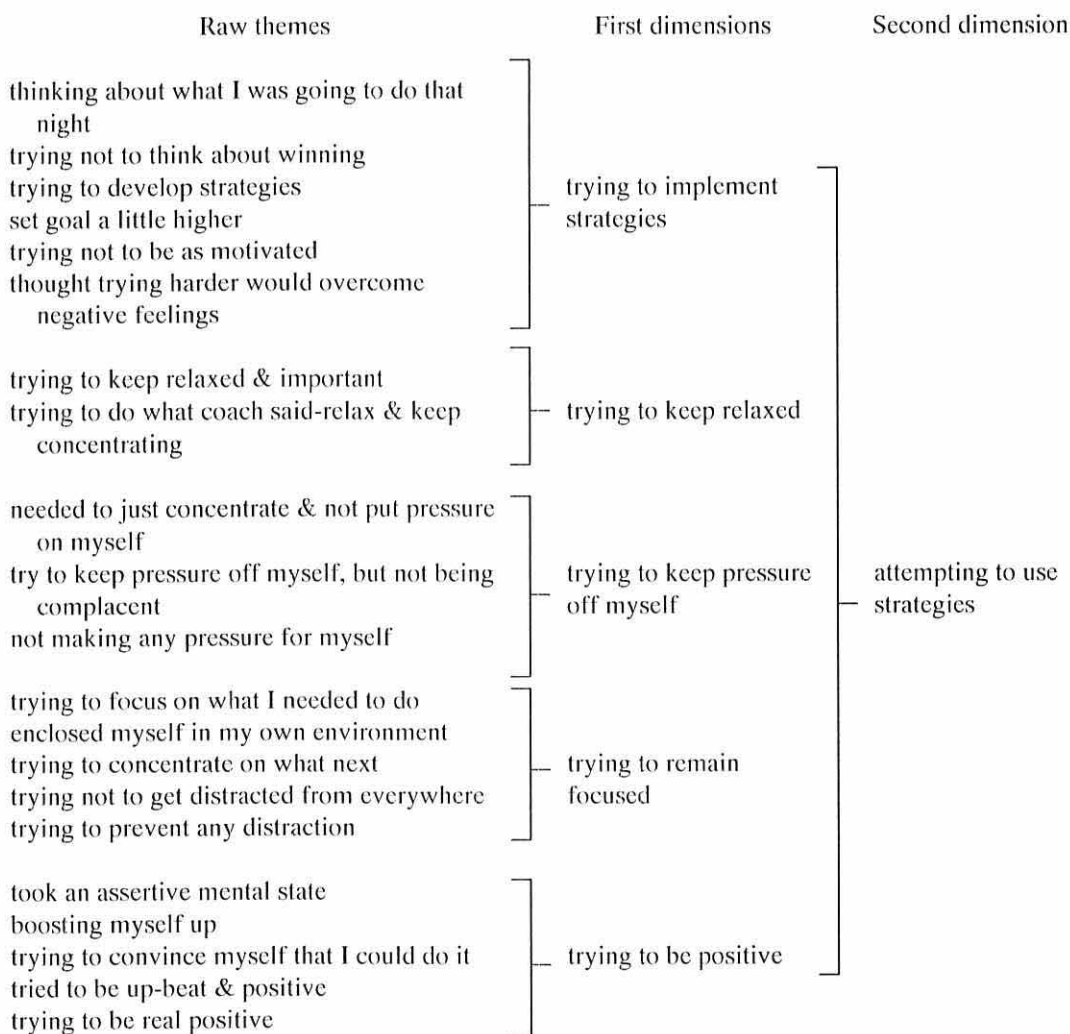 Raw themes First dimensions Second dimension
thinking about what I was going to do that
night
trying not to think about winning
trying to develop strategies
set goal a little higher
trying not to be as motivated
thought trying harder would overcome
negative feelings
trying to implement
strategies
trying to keep relaxed & important
trying to do what coach said-relax & keep
concentrating
trying to keep relaxed
needed to just concentrate & not put pressure
on myself
try to keep pressure off myself, but not being
complacent
not making any pressure for myself
trying to keep pressure
off myself
trying to focus on what I needed to do
enclosed myself in my own environment
trying to concentrate on what next
trying not to get distracted from everywhere
trying to prevent any distraction
trying to remain
focused
took an assertive mental state
boosting myself up
trying to convince myself that I could do it
tried to be up-beat & positive
trying to be real positive
trying to be positive
attempting to use
strategies